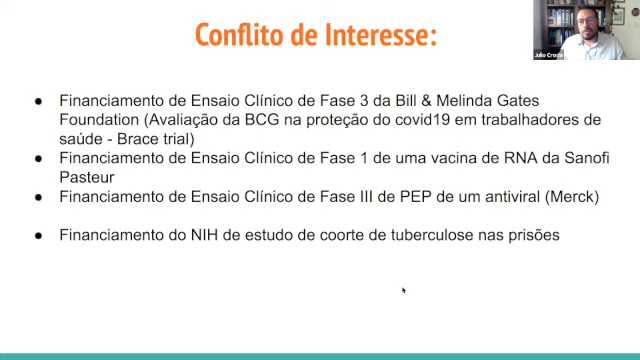 Conflito de Interesse:
Julio Croda
● Financiamento de Ensaio Clínico de Fase 3 da Bill & Melinda Gates
Foundation (Avaliação da BCG na proteção do covid19 em trabalhadores de
saúde - Brace trial)
● Financiamento de Ensaio Clínico de Fase 1 de uma vacina de RNA da Sanofi
Pasteur
● Financiamento de Ensaio Clínico de Fase III de PEP de um antiviral (Merck)
● Financiamento do NIH de estudo de coorte de tuberculose nas prisões